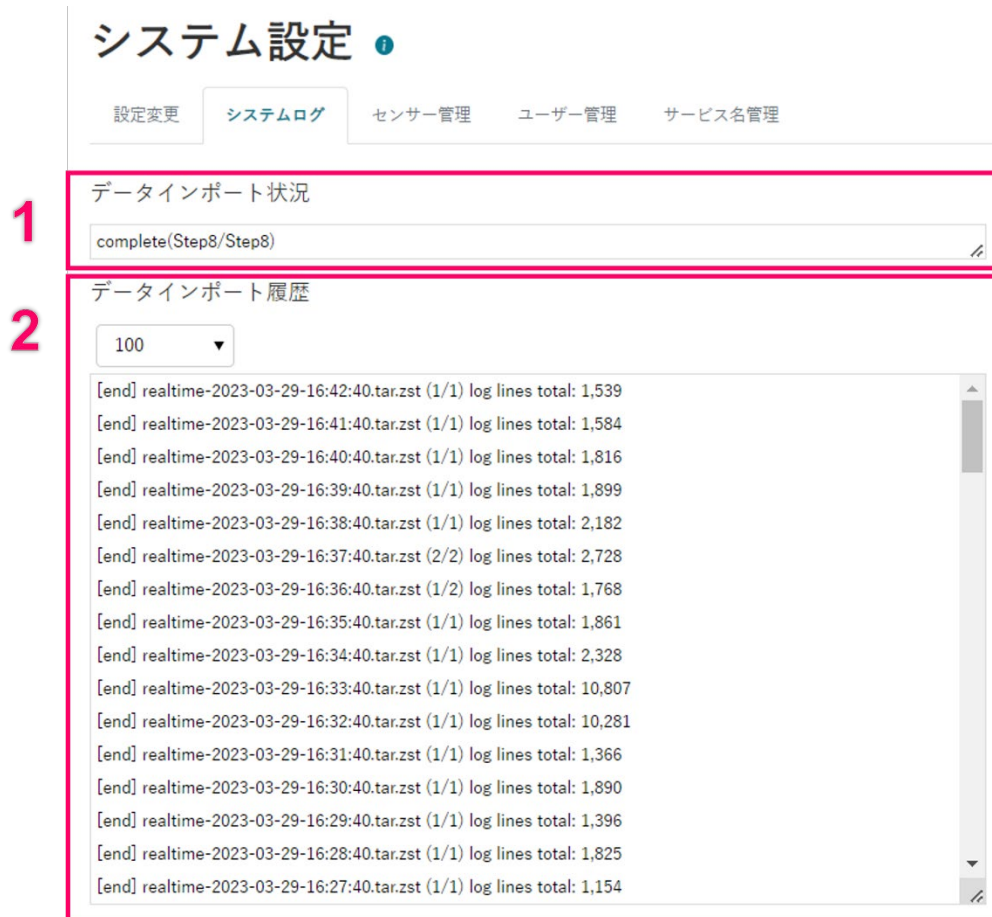 システム設定 i
設定変更 システムログ センサー管理 ユーザー管理 サービス名管理
1
データインポート状況
complete(Step8/Step8)
2
データインポート履歴
100
[end] realtime-2023-03-29-16:42:40.tar.zst (1/1) log lines total: 1,539
[end] realtime-2023-03-29-16:41:40.tar.zst (1/1) log lines total: 1,584
[end] realtime-2023-03-29-16:40:40.tar.zst (1/1) log lines total: 1,816
[end] realtime-2023-03-29-16:39:40.tar.zst (1/1) log lines total: 1,899
[end] realtime-2023-03-29-16:38:40.tar.zst (1/1) log lines total: 2,182
[end] realtime-2023-03-29-16:37:40.tar.zst (2/2) log lines total: 2,728
[end] realtime-2023-03-29-16:36:40.tar.zst (1/2) log lines total: 1,768
[end] realtime-2023-03-29-16:35:40.tar.zst (1/1) log lines total: 1,861
[end] realtime-2023-03-29-16:34:40.tar.zst (1/1) log lines total: 2,328
[end] realtime-2023-03-29-16:33:40.tar.zst (1/1) log lines total: 10,807
[end] realtime-2023-03-29-16:32:40.tar.zst (1/1) log lines total: 10,281
[end] realtime-2023-03-29-16:31:40.tar.zst (1/1) log lines total: 1,366
[end] realtime-2023-03-29-16:30:40.tar.zst (1/1) log lines total: 1,890
[end] realtime-2023-03-29-16:29:40.tar.zst (1/1) log lines total: 1,396
[end] realtime-2023-03-29-16:28:40.tar.zst (1/1) log lines total: 1,825
[end] realtime-2023-03-29-16:27:40.tar.zst (1/1) log lines total: 1,154